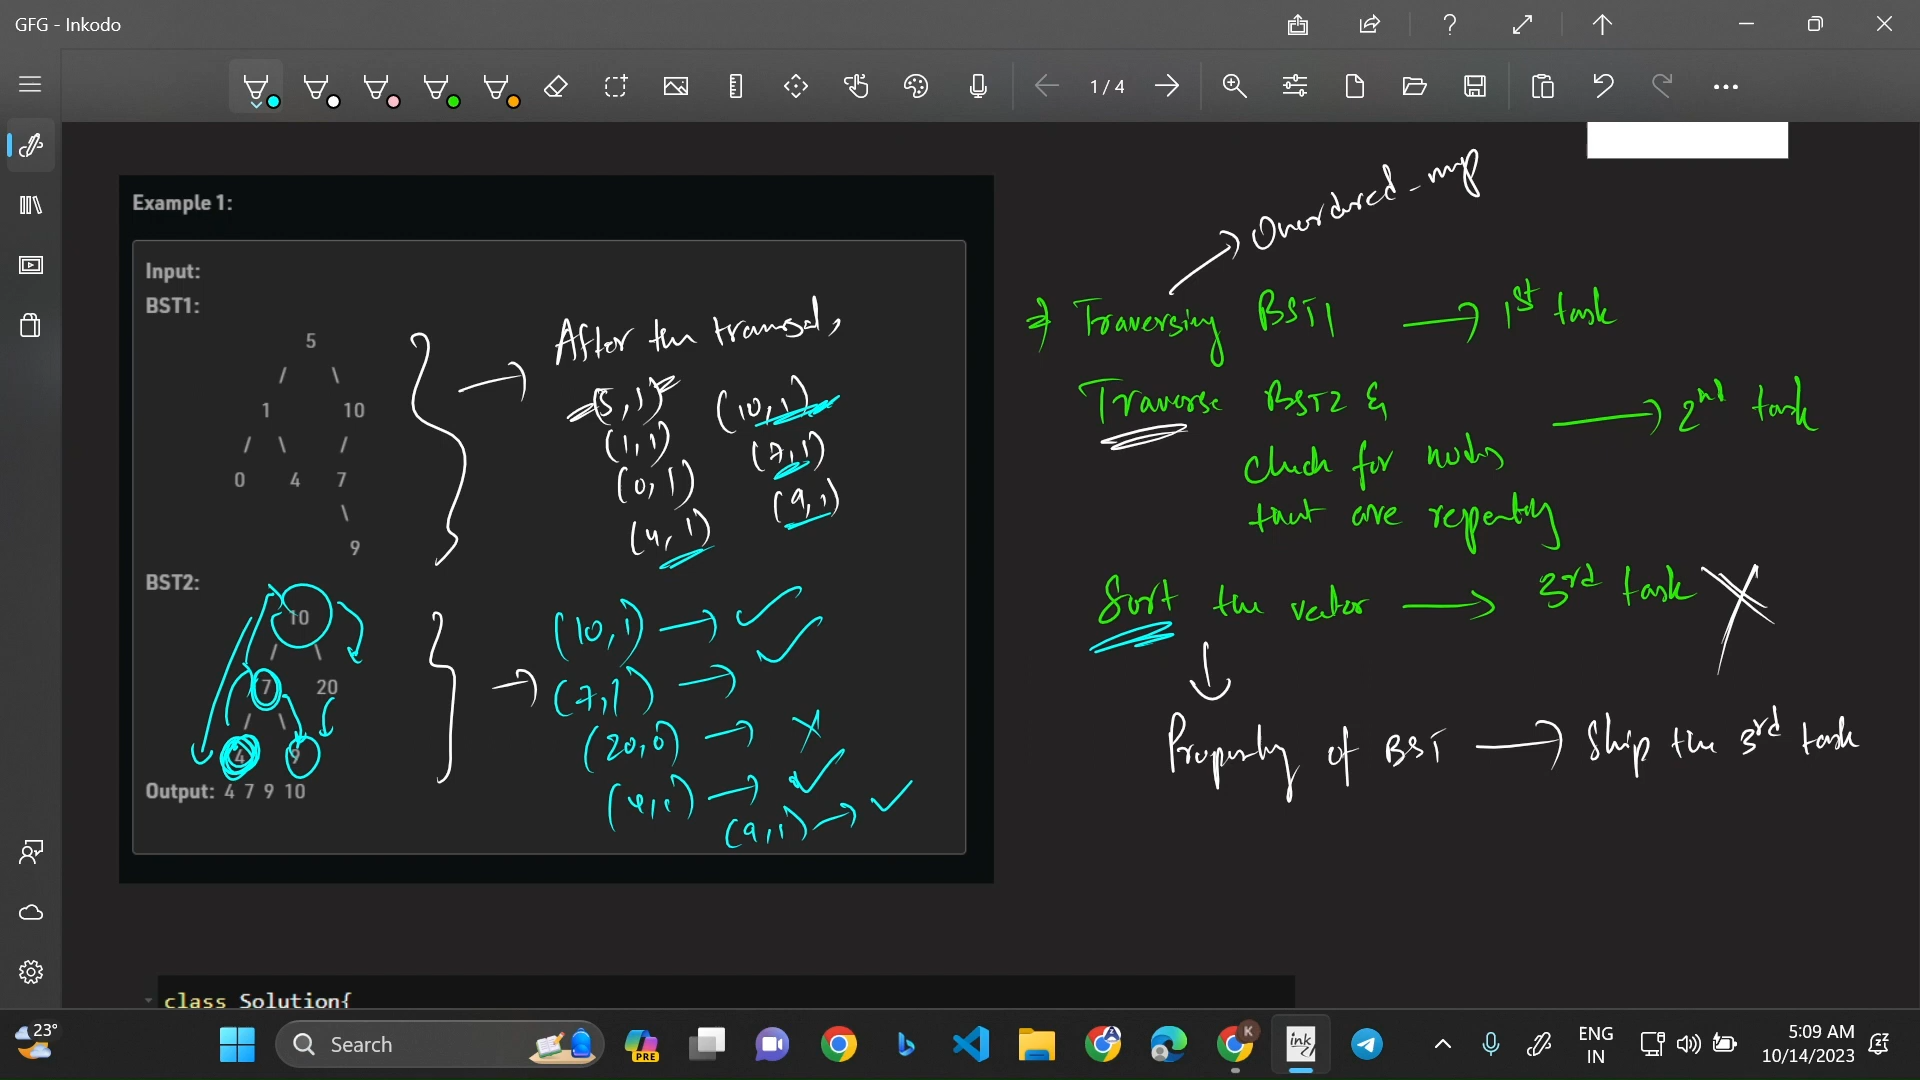 GFG - Inkodo
1 / 4
Example 1:
Input:
BST1:
5
/ \
1 10
/ \ /
0 4 7
\
9
BST2:
10
/ \
7 20
/ \
4 9
Output: 4 7 9 10
After the
(5,1) (10,1)
(1,1) (7,1)
(0,1) (9,1)
(4,1)
(10,1) → ✓
(7,1) → ✓
(20,0) → X
(4,1) → ✓
(9,1) → ✓
→
⇒ Traversing BST1 → 1st task
Traverse BST2 & → 2nd task
check for nodes
that are
Sort the vector → 3rd task X
↓
Property of BST → Skip the 3rd task
class Solution{
23°
Search
PRE
ENG
IN
5:09 AM
10/14/2023